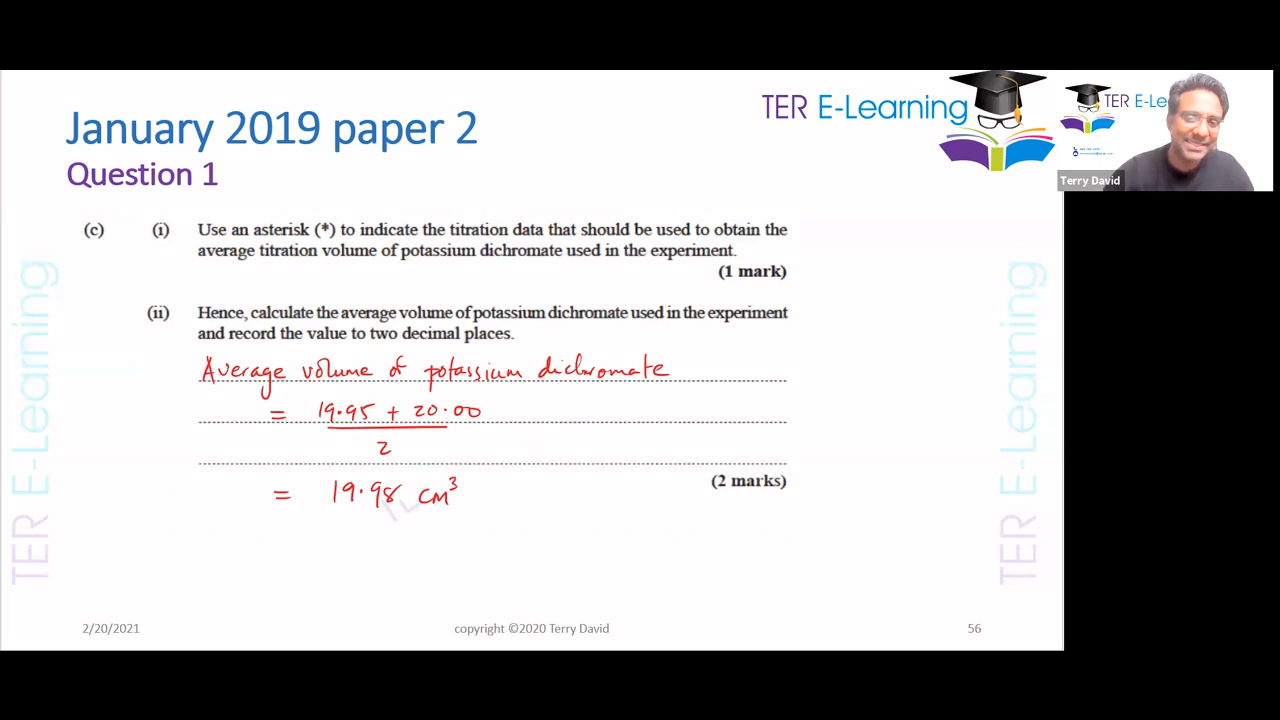 January 2019 paper 2
Question 1
TER E-Learning
TER E-L
Terry David
(c) (i) Use an asterisk (*) to indicate the titration data that should be used to obtain the
average titration volume of potassium dichromate used in the experiment.
(1 mark)
(ii) Hence, calculate the average volume of potassium dichromate used in the experiment
and record the value to two decimal places.
Average volume of potassium dichromate
= 19.95 + 20.00
2
= 19.98 cm³
(2 marks)
TER E-Learning
TER E-Learning
2/20/2021
copyright ©2020 Terry David
56